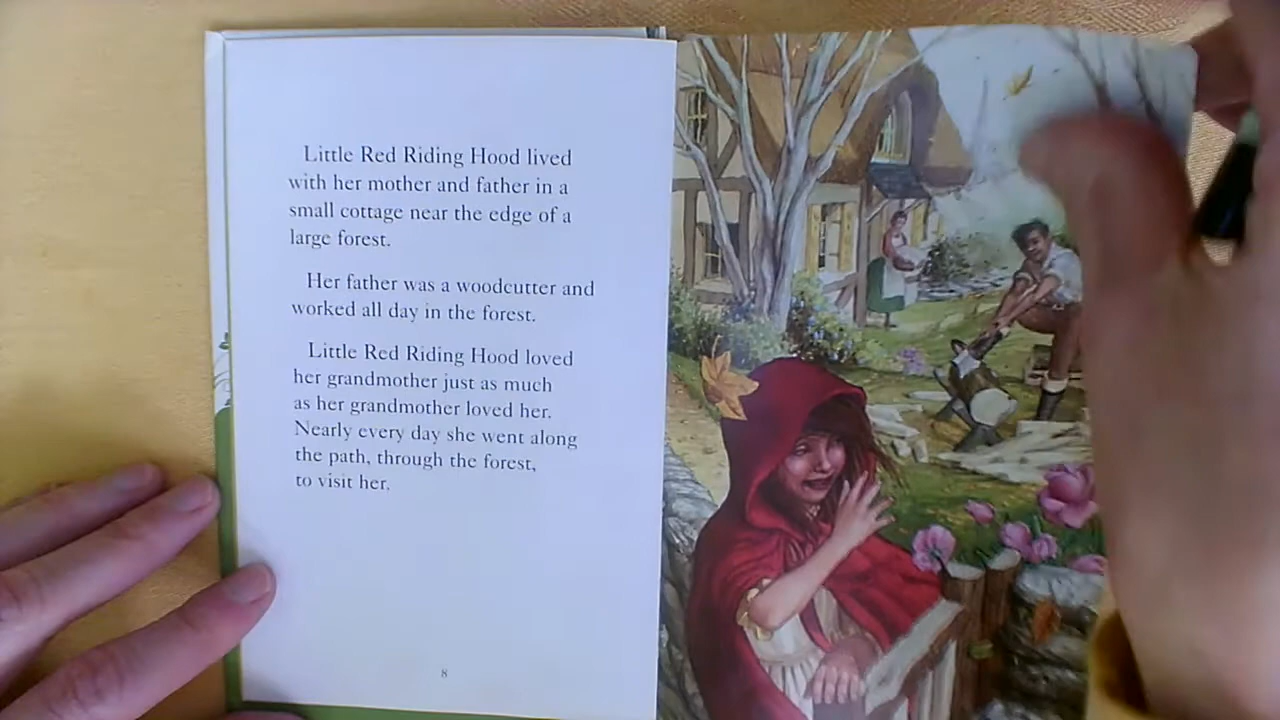 Little Red Riding Hood lived
with her mother and father in a
small cottage near the edge of a
large forest.
Her father was a woodcutter and
worked all day in the forest.
Little Red Riding Hood loved
her grandmother just as much
as her grandmother loved her.
Nearly every day she went along
the path, through the forest,
to visit her.
8